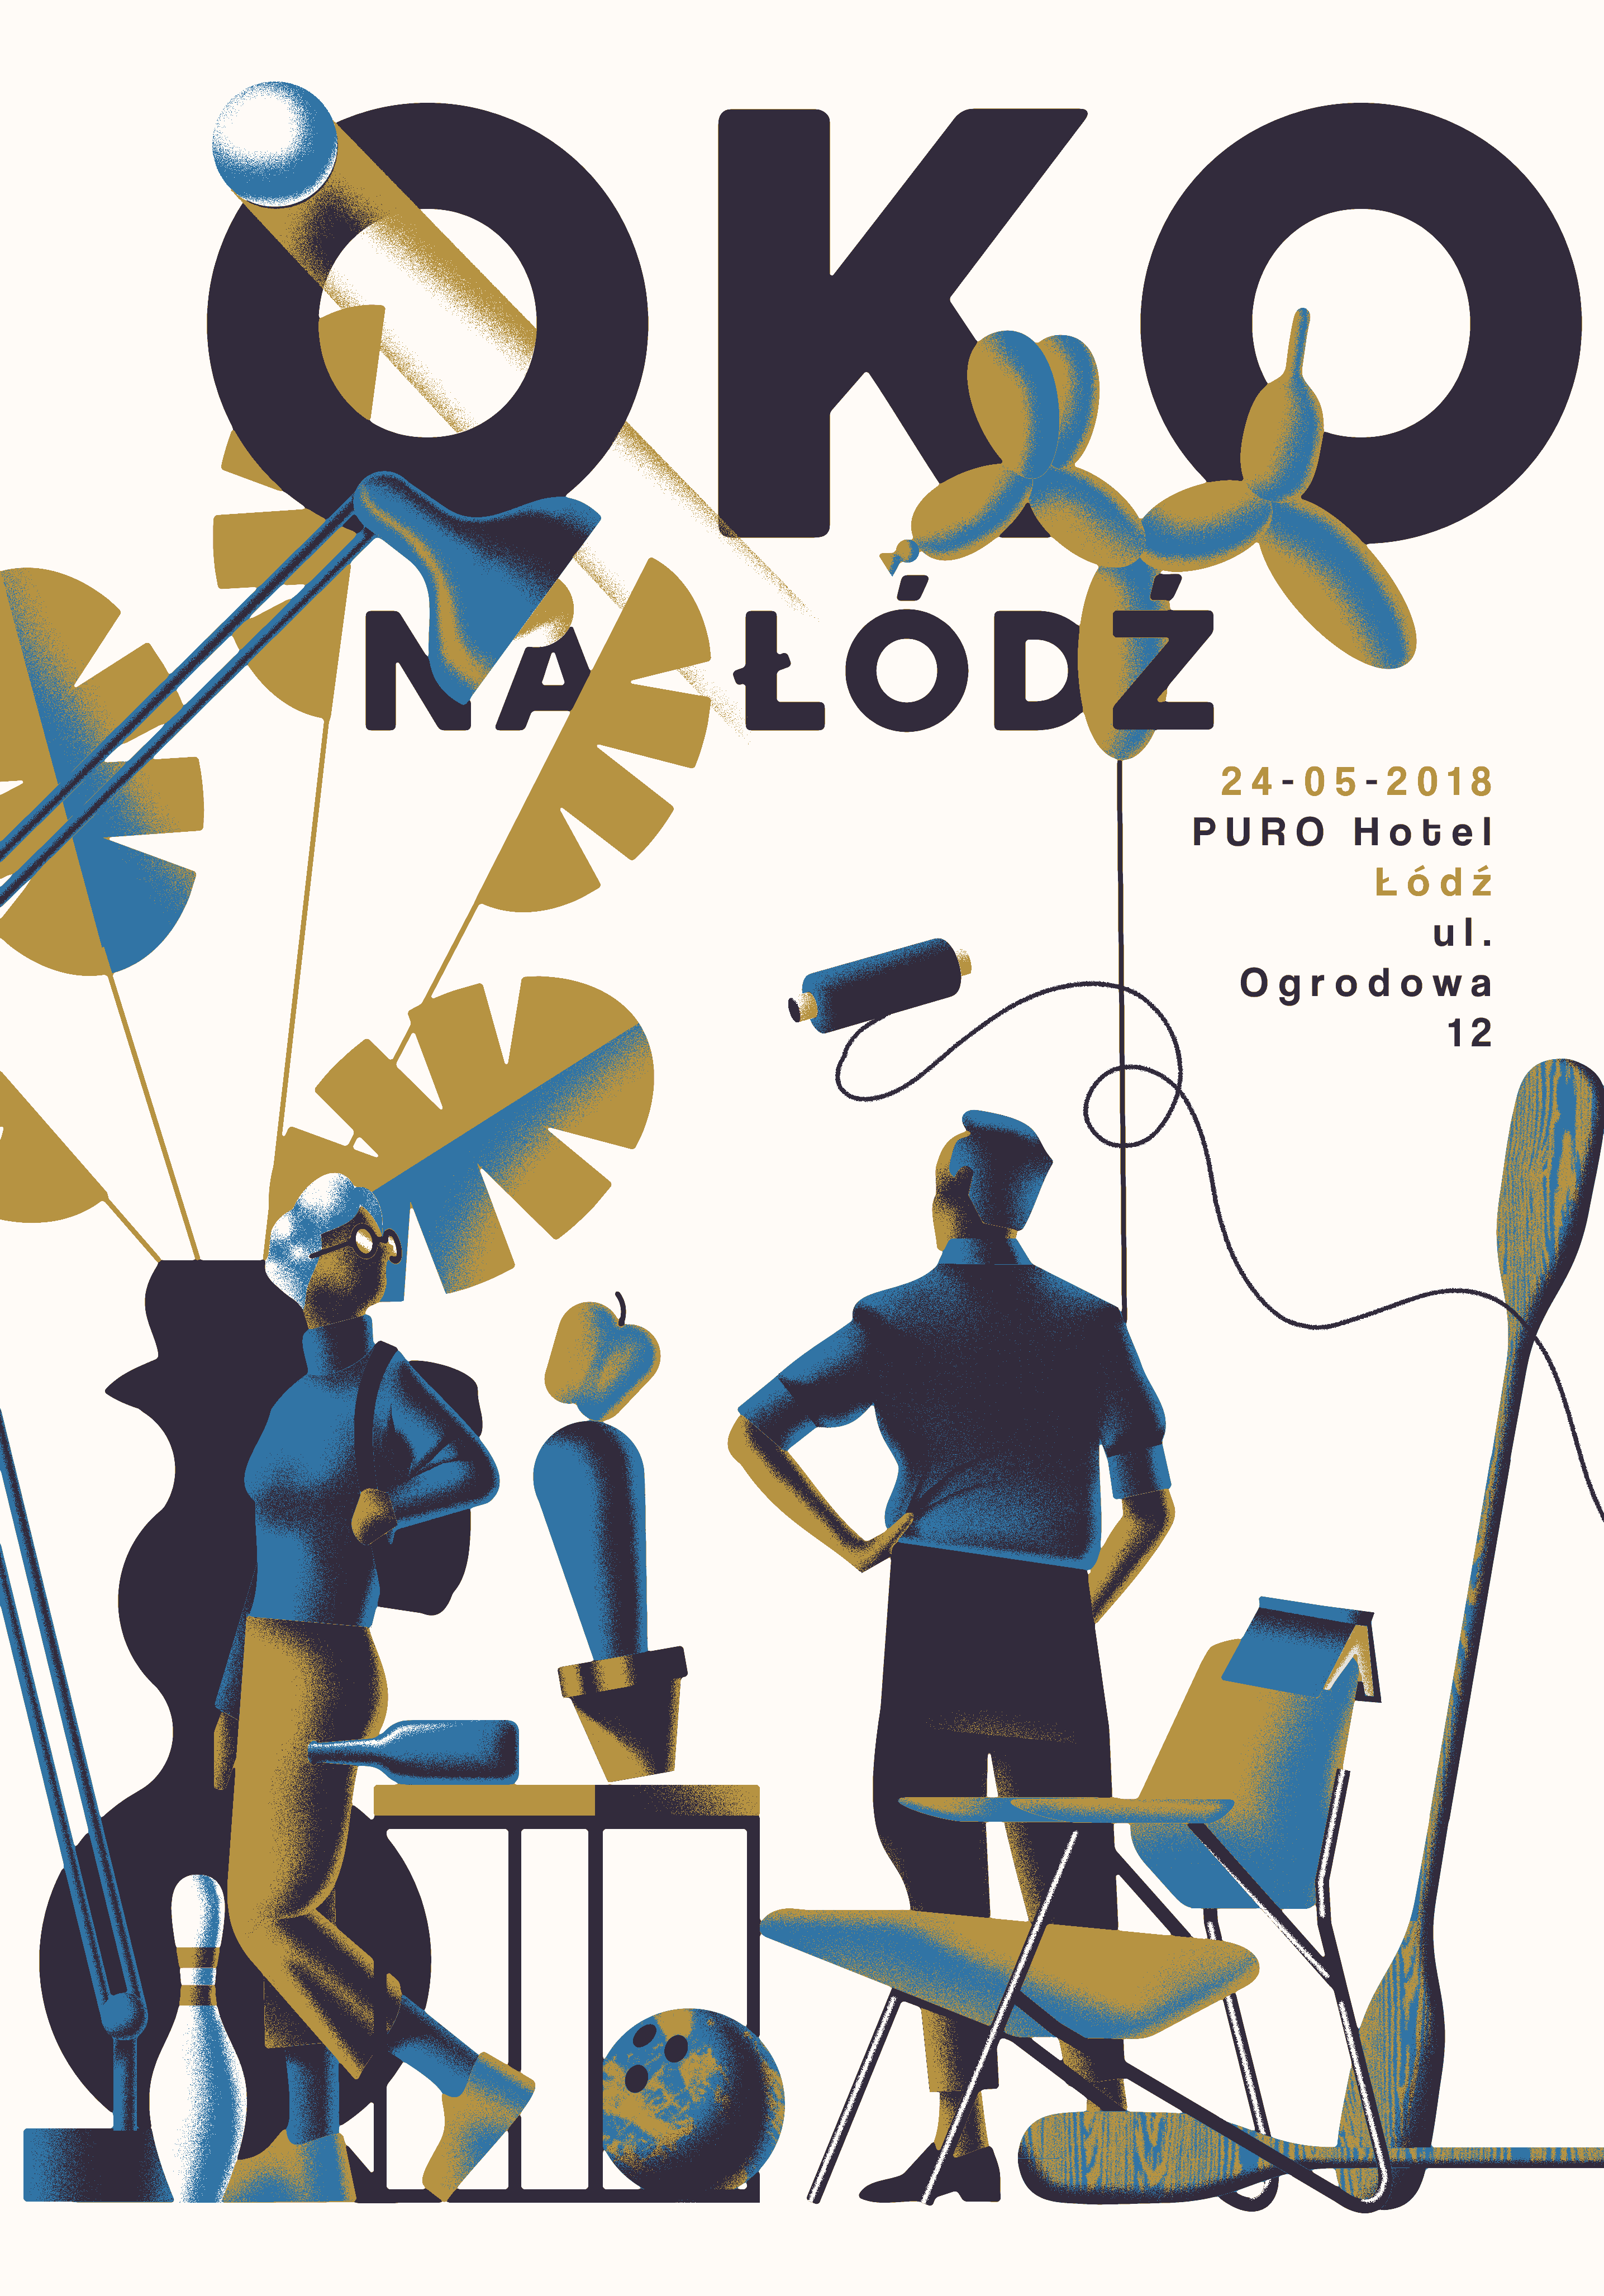 OKO
NA ŁÓDŹ
24-05-2018
PURO Hotel
Łódź
ul.
Ogrodowa
12